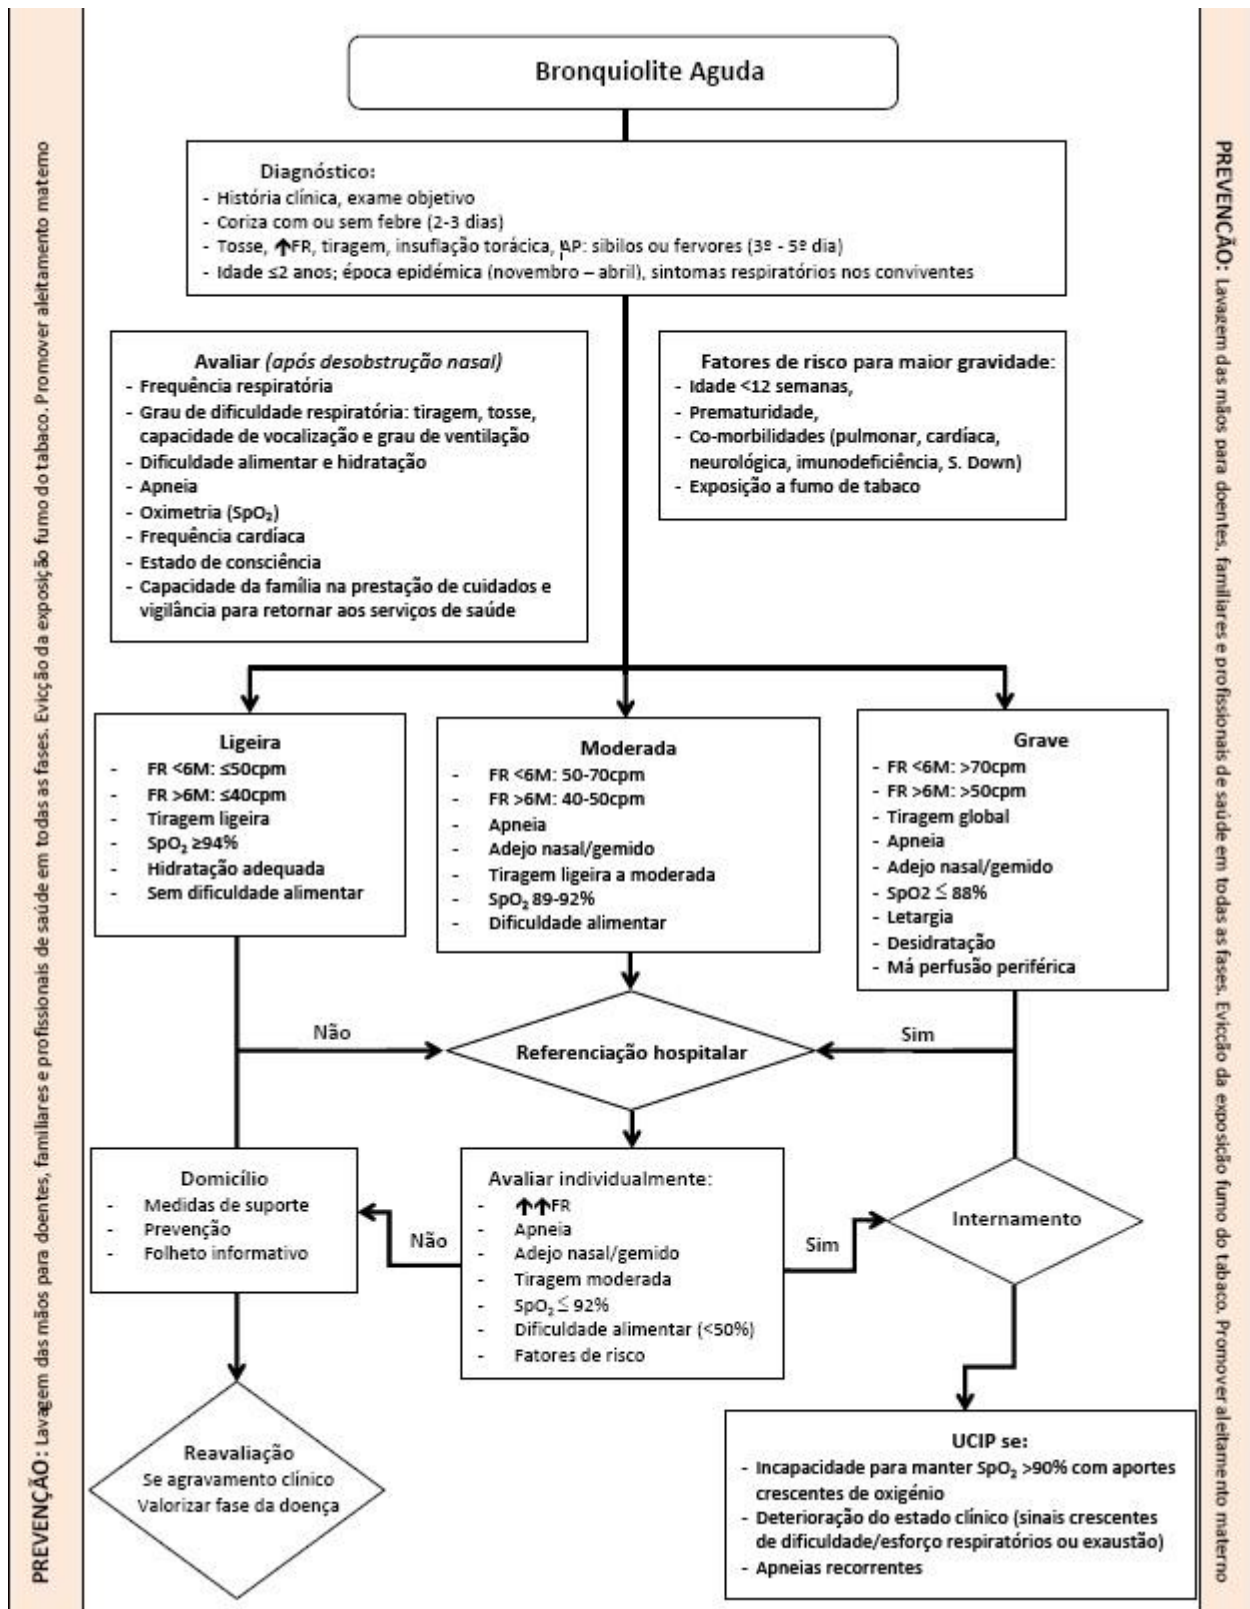 PREVENÇÃO: Lavagem das mãos para doentes, familiares e profissionais de saúde em todas as fases. Evicção da exposição fumo do tabaco. Promover aleitamento materno
Bronquiolite Aguda
Diagnóstico:
- História clínica, exame objetivo
- Coriza com ou sem febre (2-3 dias)
- Tosse, ↑FR, tiragem, insuflação torácica, AP: sibilos ou fervores (3º - 5º dia)
- Idade ≤2 anos; época epidémica (novembro – abril), sintomas respiratórios nos conviventes
Avaliar (após desobstrução nasal)
- Frequência respiratória
- Grau de dificuldade respiratória: tiragem, tosse,
capacidade de vocalização e grau de ventilação
- Dificuldade alimentar e hidratação
- Apneia
- Oximetria (SpO₂)
- Frequência cardíaca
- Estado de consciência
- Capacidade da família na prestação de cuidados e
vigilância para retornar aos serviços de saúde
Fatores de risco para maior gravidade:
- Idade <12 semanas,
- Prematuridade,
- Co-morbilidades (pulmonar, cardíaca,
neurológica, imunodeficiência, S. Down)
- Exposição a fumo de tabaco
Ligeira
- FR <6M: ≤50cpm
- FR >6M: ≤40cpm
- Tiragem ligeira
- SpO₂ ≥94%
- Hidratação adequada
- Sem dificuldade alimentar
Moderada
- FR <6M: 50-70cpm
- FR >6M: 40-50cpm
- Apneia
- Adejo nasal/gemido
- Tiragem ligeira a moderada
- SpO₂ 89-92%
- Dificuldade alimentar
Grave
- FR <6M: >70cpm
- FR >6M: >50cpm
- Tiragem global
- Apneia
- Adejo nasal/gemido
- SpO2 ≤ 88%
- Letargia
- Desidratação
- Má perfusão periférica
Não
Referenciação hospitalar
Sim
Domicílio
- Medidas de suporte
- Prevenção
- Folheto informativo
Não
Avaliar individualmente:
- ↑↑FR
- Apneia
- Adejo nasal/gemido
- Tiragem moderada
- SpO₂ ≤ 92%
- Dificuldade alimentar (<50%)
- Fatores de risco
Sim
Internamento
Reavaliação
Se agravamento clínico
Valorizar fase da doença
UCIP se:
- Incapacidade para manter SpO₂ >90% com aportes
crescentes de oxigénio
- Deterioração do estado clínico (sinais crescentes
de dificuldade/esforço respiratórios ou exaustão)
- Apneias recorrentes
PREVENÇÃO: Lavagem das mãos para doentes, familiares e profissionais de saúde em todas as fases. Evicção da exposição fumo do tabaco. Promover aleitamento materno